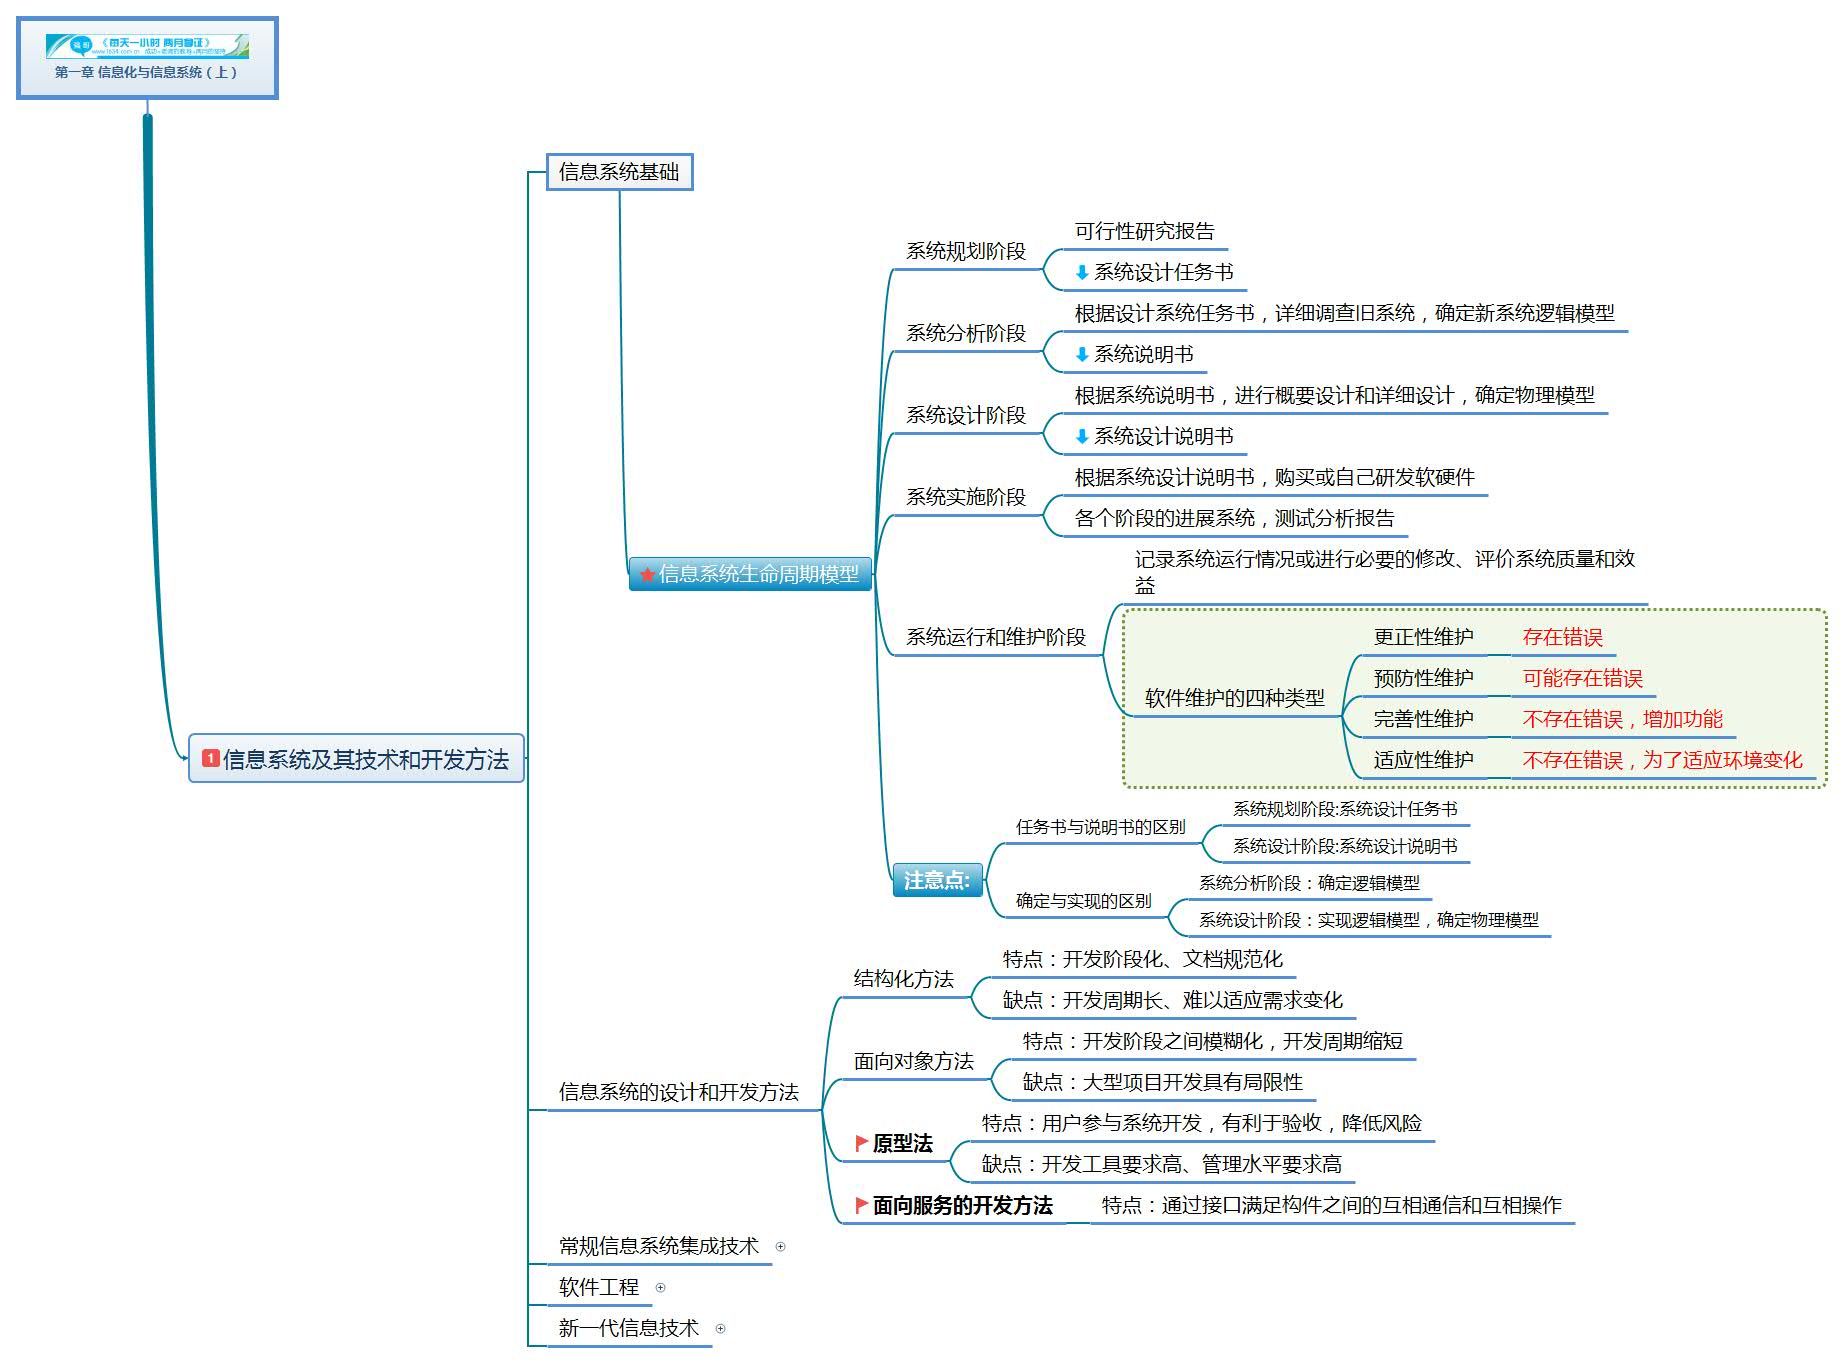 《每天一小时 两月拿证》
第一章 信息化与信息系统（上）
信息系统基础
可行性研究报告
系统规划阶段
系统设计任务书
根据设计系统任务书，详细调查旧系统，确定新系统逻辑模型
系统分析阶段
系统说明书
根据系统说明书，进行概要设计和详细设计，确定物理模型
系统设计阶段
系统设计说明书
根据系统设计说明书，购买或自己研发软硬件
系统实施阶段
各个阶段的进展系统，测试分析报告
信息系统生命周期模型
记录系统运行情况或进行必要的修改、评价系统质量和效
益
系统运行和维护阶段
更正性维护 存在错误
预防性维护 可能存在错误
软件维护的四种类型
完善性维护 不存在错误，增加功能
适应性维护 不存在错误，为了适应环境变化
1 信息系统及其技术和开发方法
系统规划阶段:系统设计任务书
任务书与说明书的区别
系统设计阶段:系统设计说明书
注意点:
系统分析阶段：确定逻辑模型
确定与实现的区别
系统设计阶段：实现逻辑模型，确定物理模型
特点：开发阶段化、文档规范化
结构化方法
缺点：开发周期长、难以适应需求变化
特点：开发阶段之间模糊化，开发周期缩短
面向对象方法
缺点：大型项目开发具有局限性
信息系统的设计和开发方法
特点：用户参与系统开发，有利于验收，降低风险
原型法
缺点：开发工具要求高、管理水平要求高
面向服务的开发方法 特点：通过接口满足构件之间的互相通信和互相操作
常规信息系统集成技术
软件工程
新一代信息技术